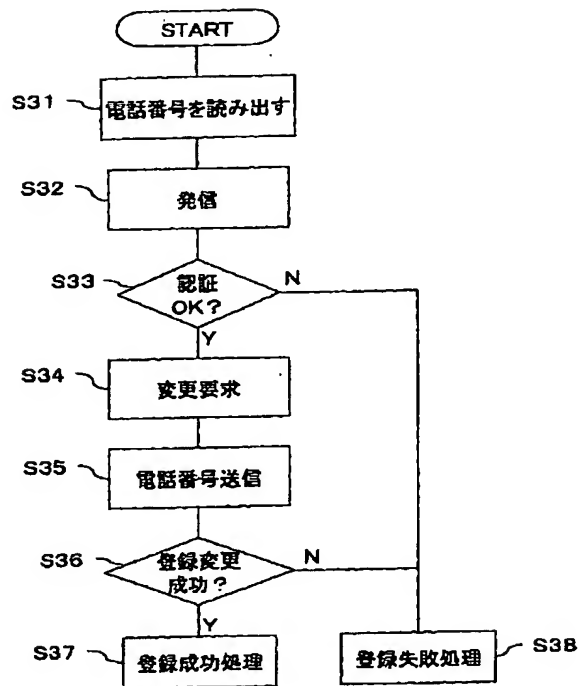 START
S31
電話番号を読み出す
S32
発信
S33
認証
OK?
N
Y
S34
変更要求
S35
電話番号送信
S36
登録変更
成功?
N
Y
S37
登録成功処理
登録失敗処理
S38